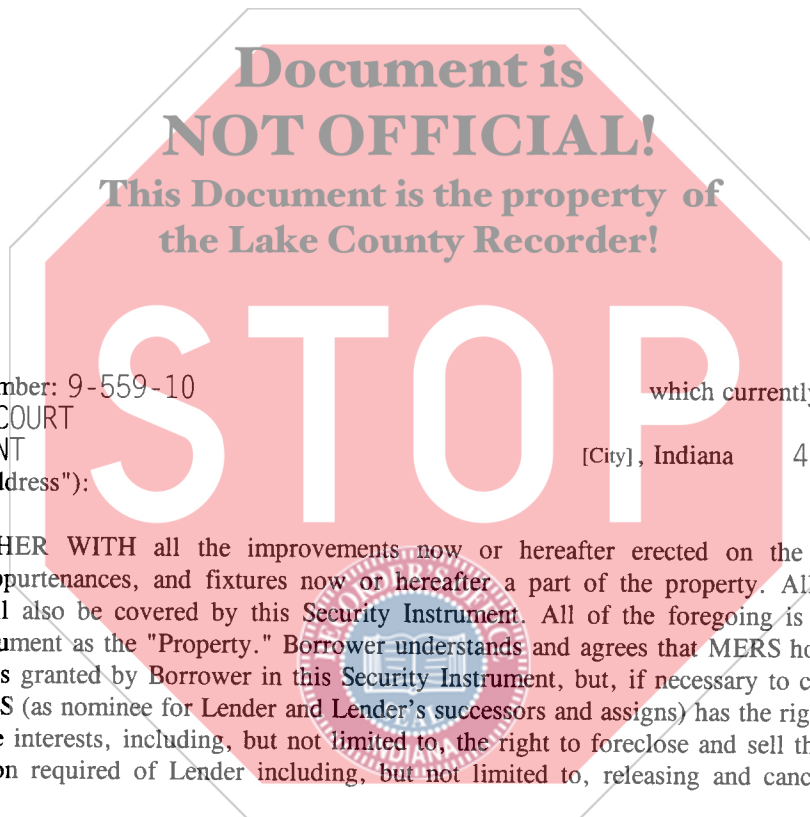 Document is
NOT OFFICIAL!
This Document is the property of
the Lake County Recorder!
STOP
mber: 9-559-10 which currently
COURT
NT [City], Indiana 4
ddress"):
HER WITH all the improvements now or hereafter erected on the
ppurtenances, and fixtures now or hereafter a part of the property. All
l also be covered by this Security Instrument. All of the foregoing is
ument as the "Property." Borrower understands and agrees that MERS ho
s granted by Borrower in this Security Instrument, but, if necessary to c
S (as nominee for Lender and Lender's successors and assigns) has the rig
e interests, including, but not limited to, the right to foreclose and sell th
on required of Lender including, but not limited to, releasing and canc
INDIANA